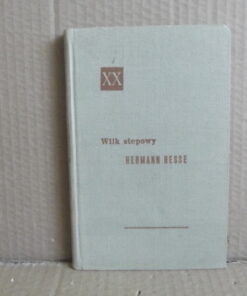 XX
Wilk stepowy
HERMANN HESSE